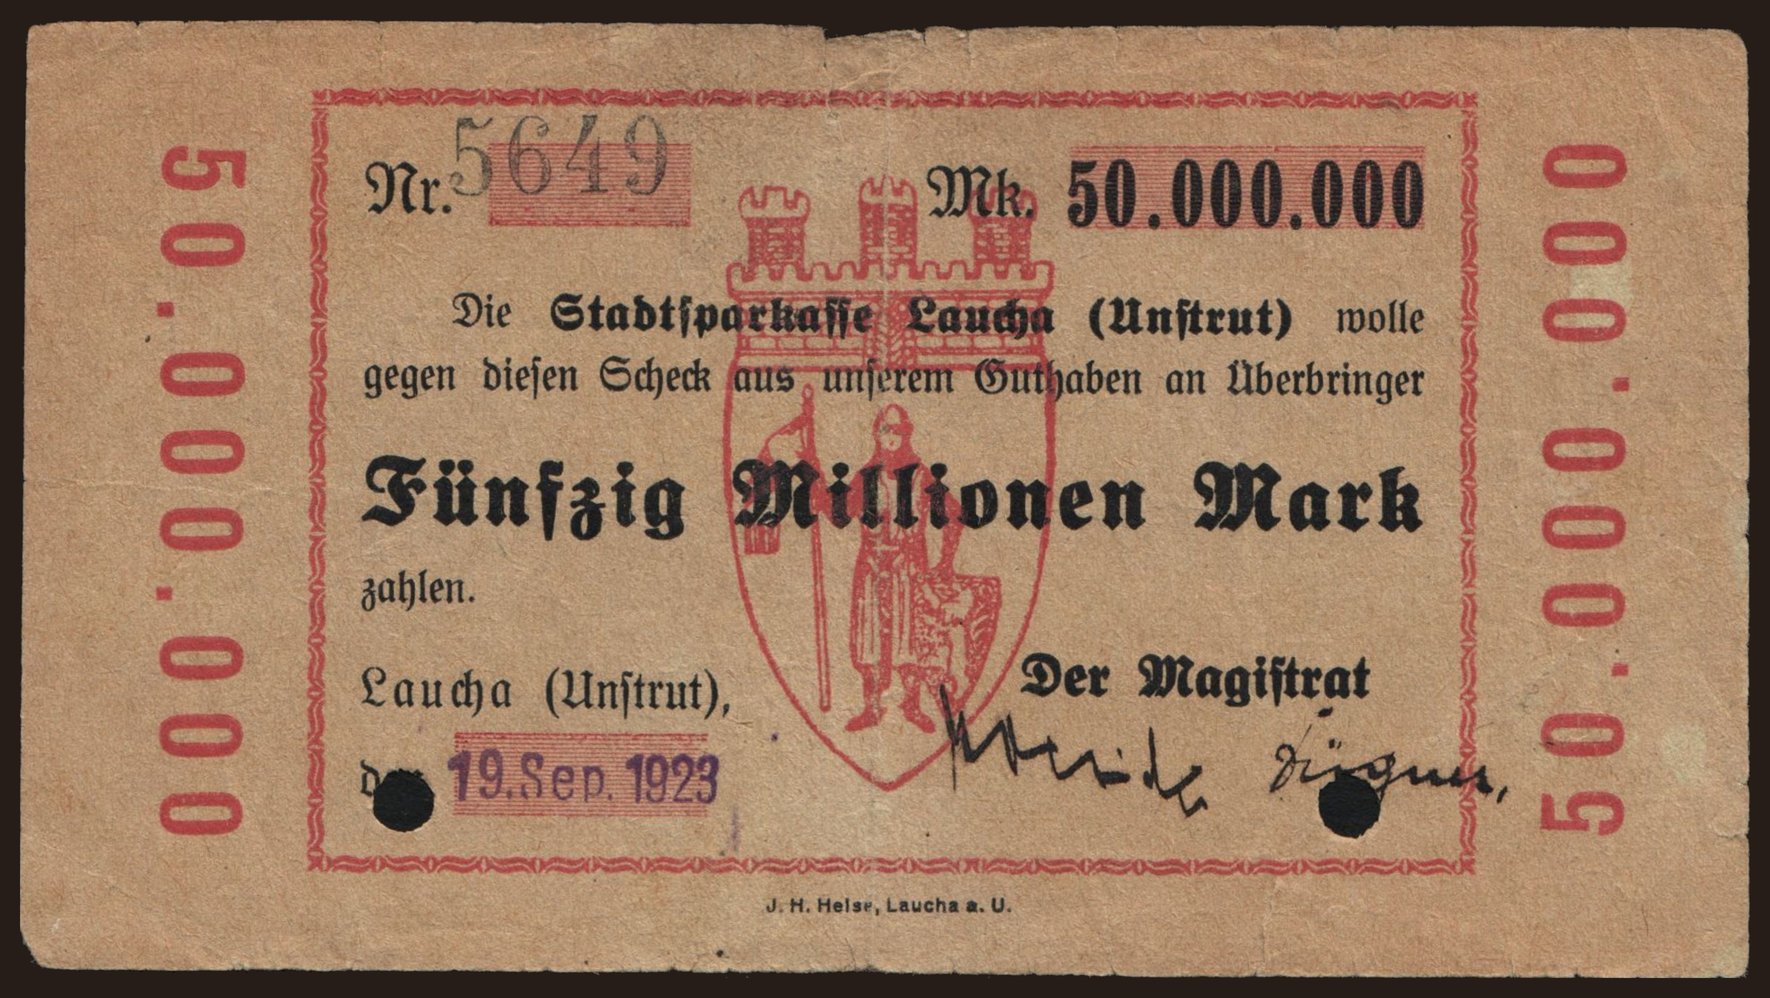 50.000.000
Nr. 5649 Mk. 50.000.000
Die Stadtsparkasse Laucha (Unstrut) wolle
gegen diesen Scheck aus unserem Guthaben an Überbringer
Fünfzig Millionen Mark
zahlen.
Laucha (Unstrut),
Der Magistrat
19. Sep. 1923
J. H. Heise, Laucha a. U.
50.000.000